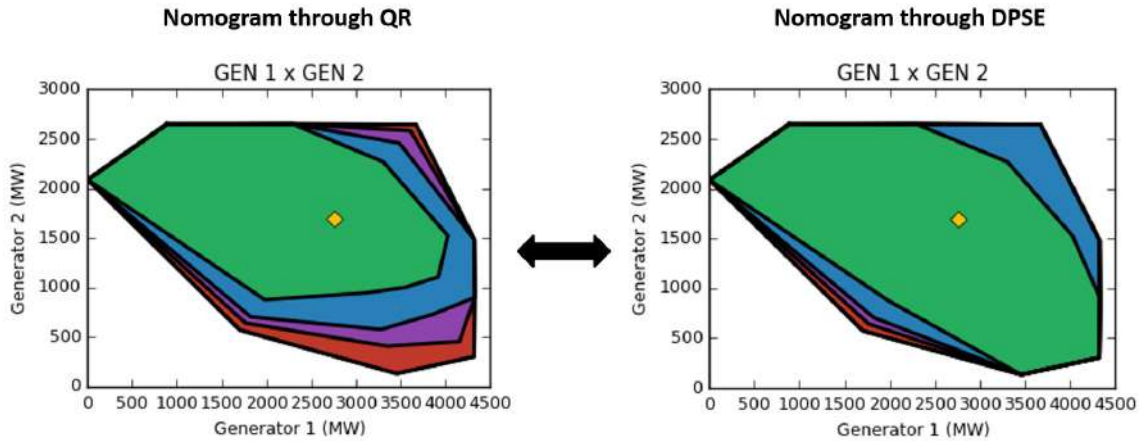 Nomogram through QR
Nomogram through DPSE
GEN 1 x GEN 2
3000
2500
2000
1500
1000
500
0
Generator 2 (MW)
0 500 1000 1500 2000 2500 3000 3500 4000 4500
Generator 1 (MW)
GEN 1 x GEN 2
3000
2500
2000
1500
1000
500
0
Generator 2 (MW)
0 500 1000 1500 2000 2500 3000 3500 4000 4500
Generator 1 (MW)